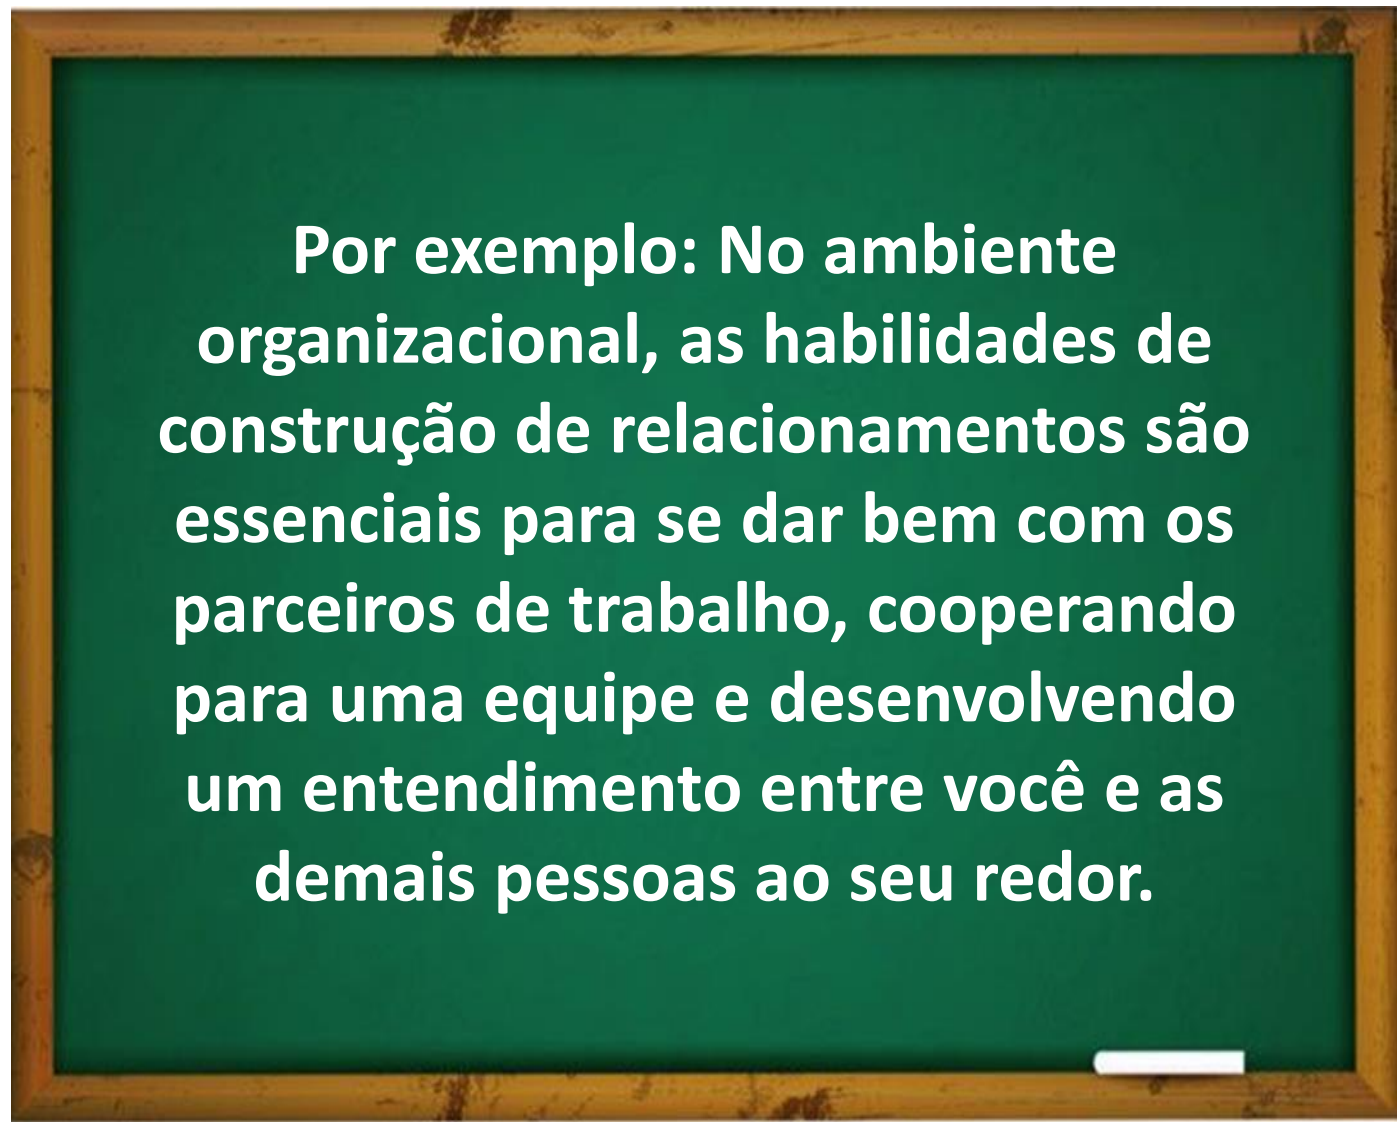 Por exemplo: No ambiente
organizacional, as habilidades de
construção de relacionamentos são
essenciais para se dar bem com os
parceiros de trabalho, cooperando
para uma equipe e desenvolvendo
um entendimento entre você e as
demais pessoas ao seu redor.